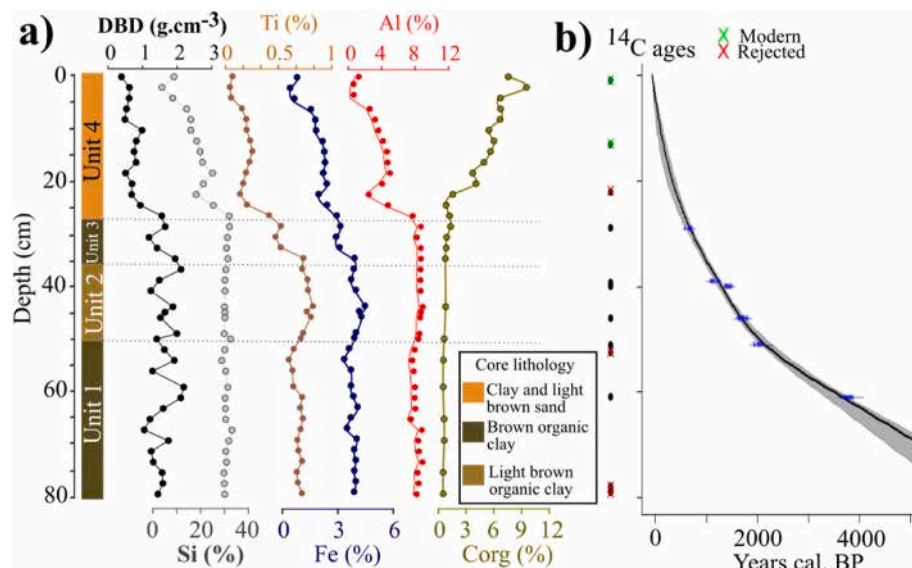 a)
DBD (g.cm-3)
0 1 2 3
Ti (%)
0 0.5 1
Al (%)
0 4 8 12
b)
14C ages
Modern
Rejected
Depth (cm)
0
20
40
60
80
Unit 4
Unit 3
Unit 2
Unit 1
Core lithology
Clay and light
brown sand
Brown organic
clay
Light brown
organic clay
0 20 40
Si (%)
0 3 6
Fe (%)
0 3 6 9 12
Corg (%)
0 2000 4000
Years cal. BP